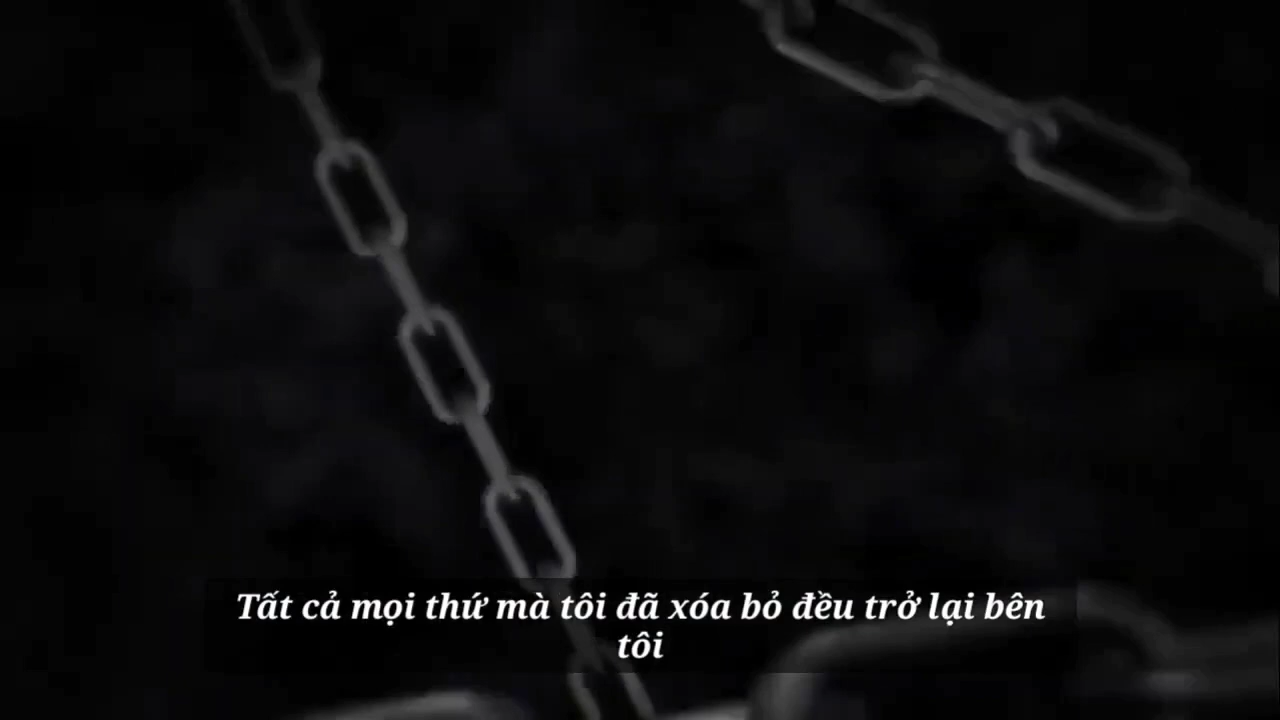 Tất cả mọi thứ mà tôi đã xóa bỏ đều trở lại bên
tôi